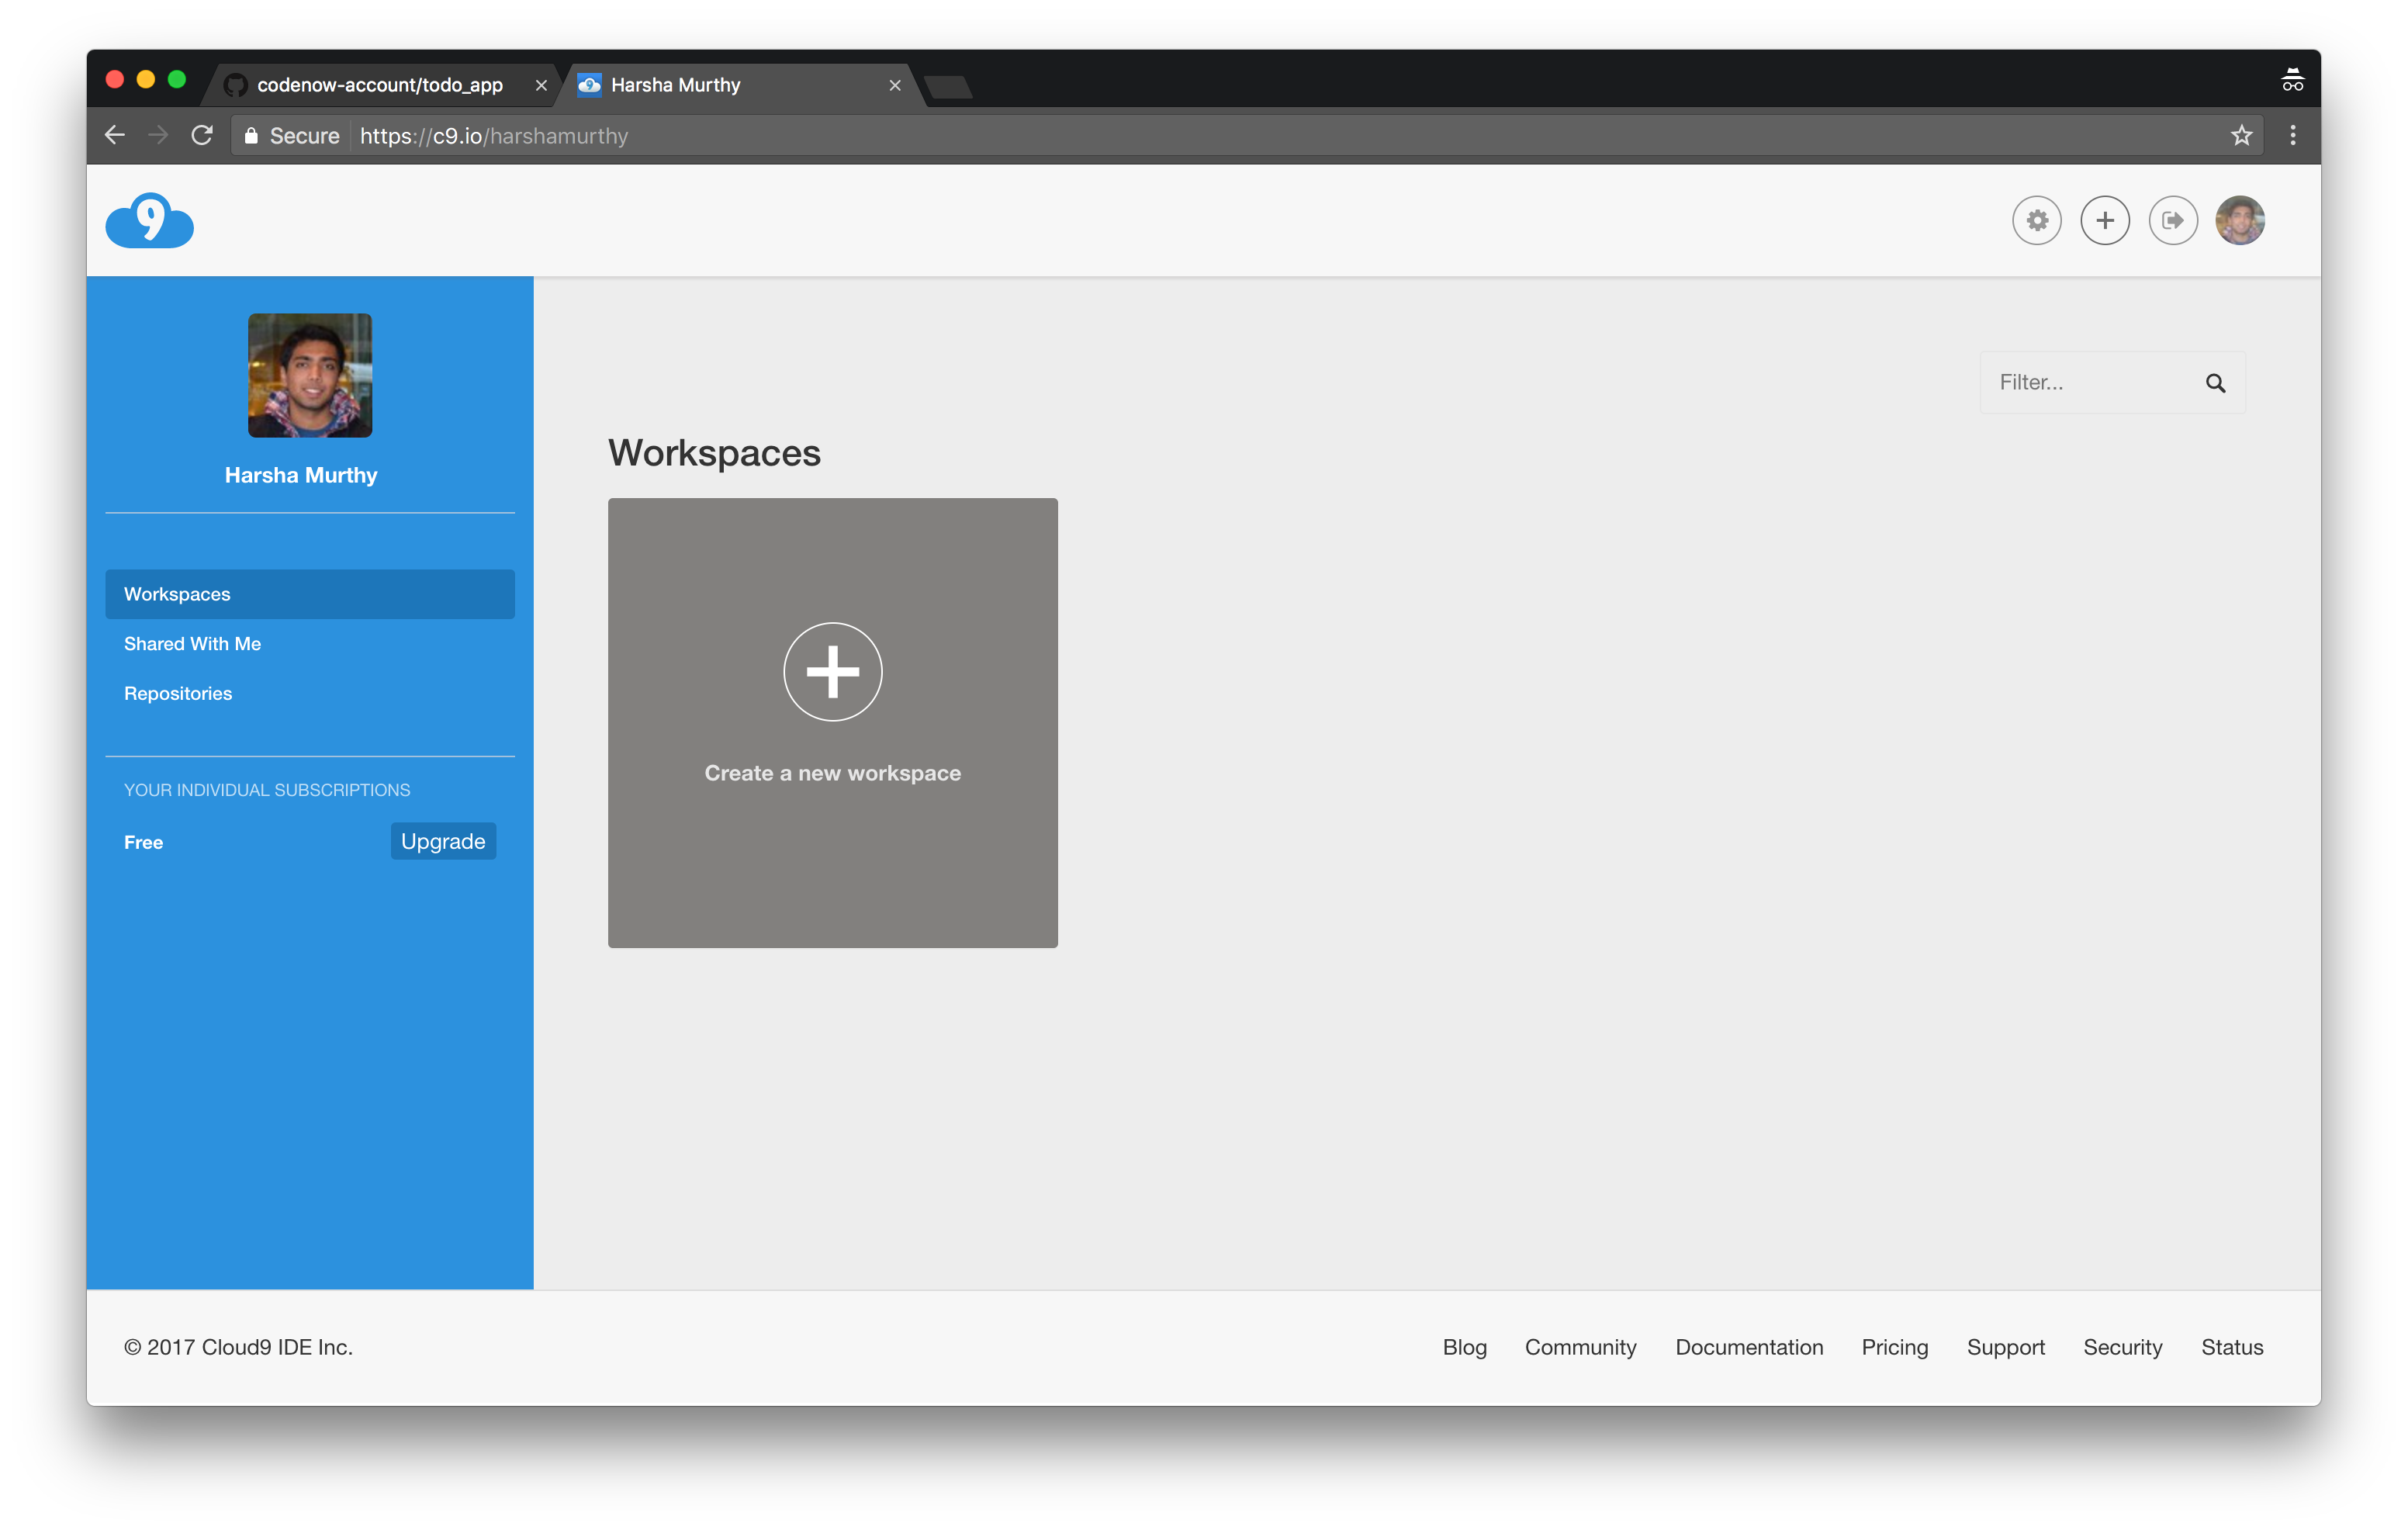 codenow-account/todo_app
Harsha Murthy
Secure
https://c9.io/harshamurthy
9
Harsha Murthy
Workspaces
Shared With Me
Repositories
YOUR INDIVIDUAL SUBSCRIPTIONS
Free Upgrade
Filter...
Workspaces
Create a new workspace
© 2017 Cloud9 IDE Inc.
Blog Community Documentation Pricing Support Security Status